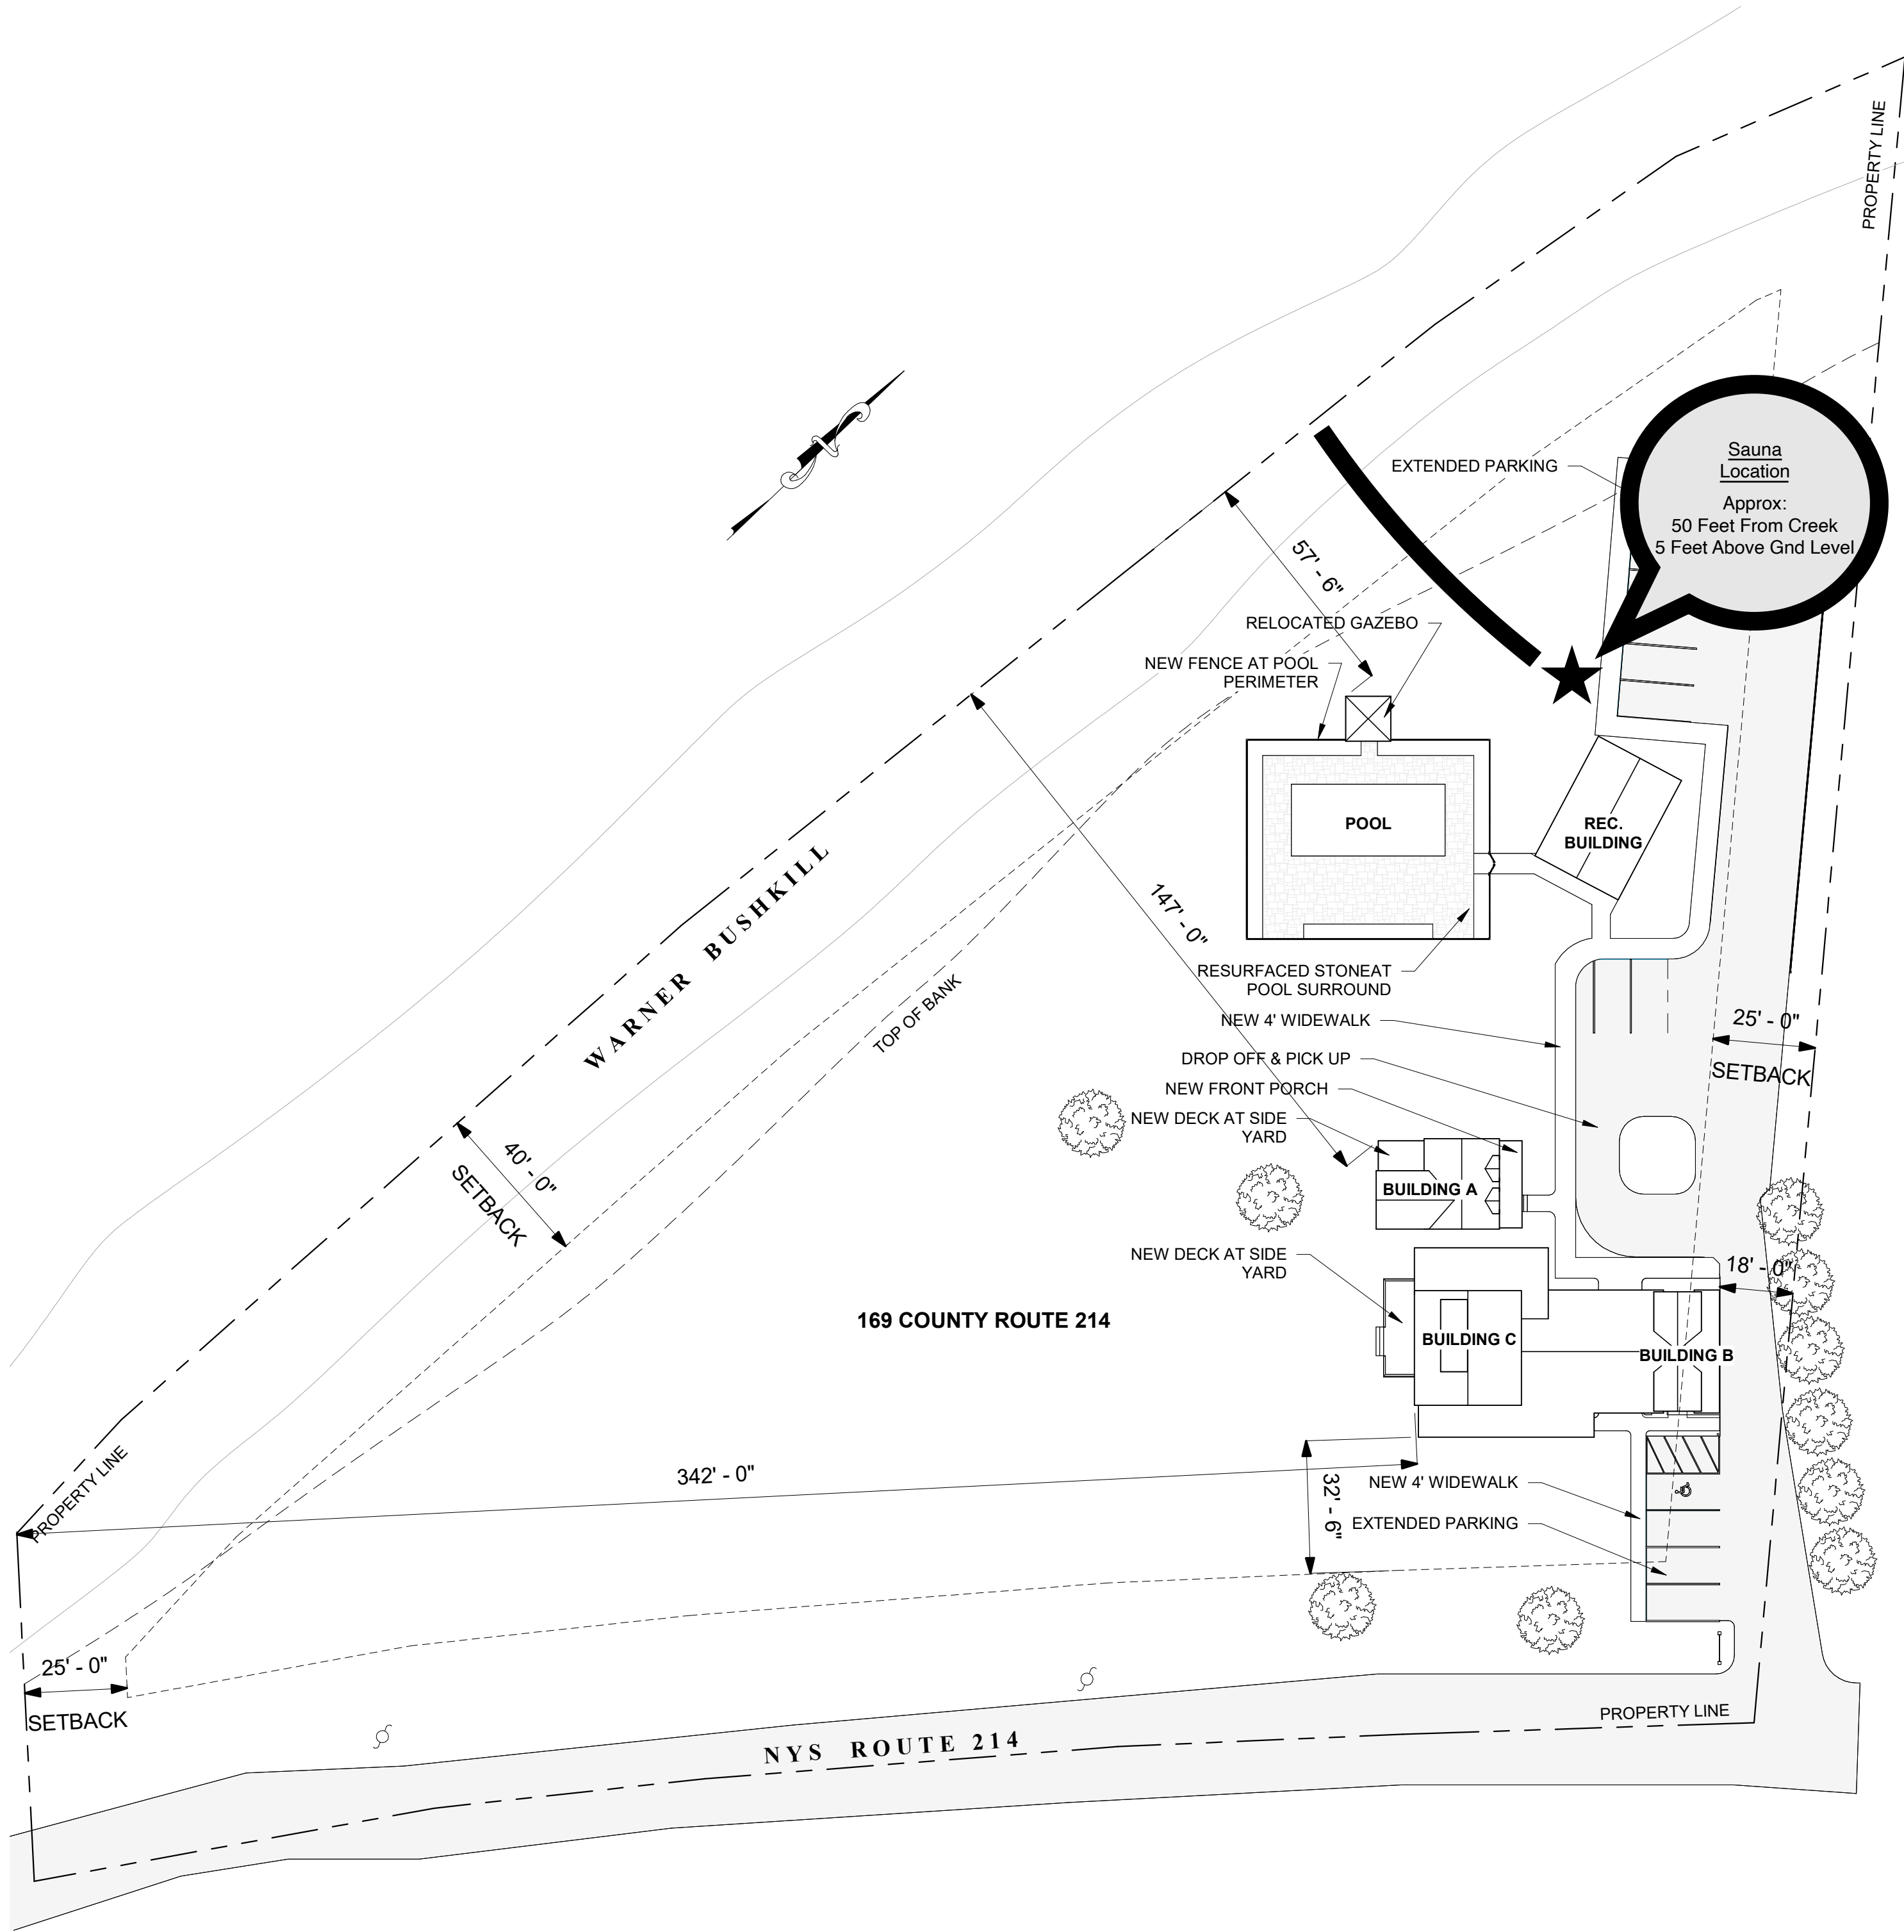 PROPERTY LINE
EXTENDED PARKING
Sauna
Location
Approx:
50 Feet From Creek
5 Feet Above Gnd Level
57' - 6"
RELOCATED GAZEBO
NEW FENCE AT POOL
PERIMETER
POOL
REC.
BUILDING
WARNER BUSHKILL
147' - 0"
TOP OF BANK
RESURFACED STONEAT
POOL SURROUND
NEW 4' WIDEWALK
25' - 0"
SETBACK
DROP OFF & PICK UP
NEW FRONT PORCH
NEW DECK AT SIDE
YARD
40' - 0"
SETBACK
BUILDING A
NEW DECK AT SIDE
YARD
18' - 0"
169 COUNTY ROUTE 214
BUILDING C
BUILDING B
PROPERTY LINE
342' - 0"
32' - 6"
NEW 4' WIDEWALK
EXTENDED PARKING
25' - 0"
SETBACK
PROPERTY LINE
NYS ROUTE 214